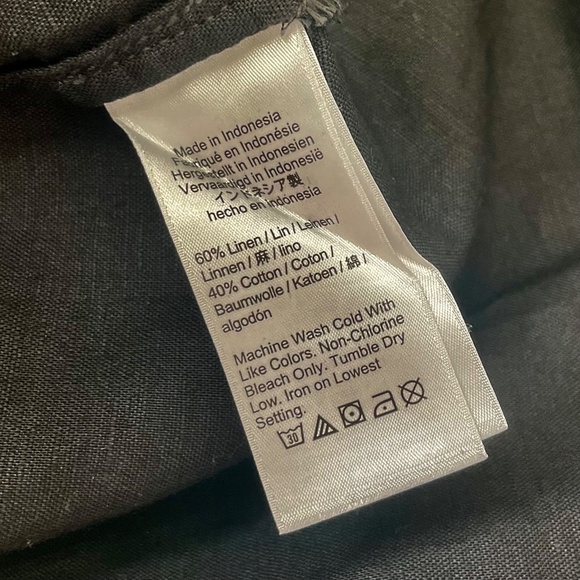 Made in Indonesia
Fabriqué en Indonésie
Hergestellt in Indonesien
Vervaardigd in Indonesië
インドネシア製
hecho en indonesia
60% Linen / Lin / Leinen /
Linnen / 麻 / lino
40% Cotton / Coton /
Baumwolle / Katoen / 綿 /
algodón
Machine Wash Cold With
Like Colors. Non-Chlorine
Bleach Only. Tumble Dry
Low. Iron on Lowest
Setting.
30